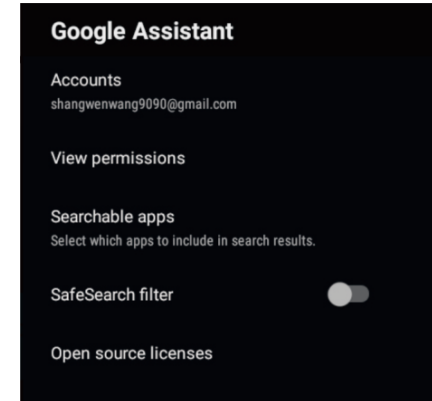 Google Assistant
Accounts
shangwenwang9090@gmail.com
View permissions
Searchable apps
Select which apps to include in search results.
SafeSearch filter
Open source licenses